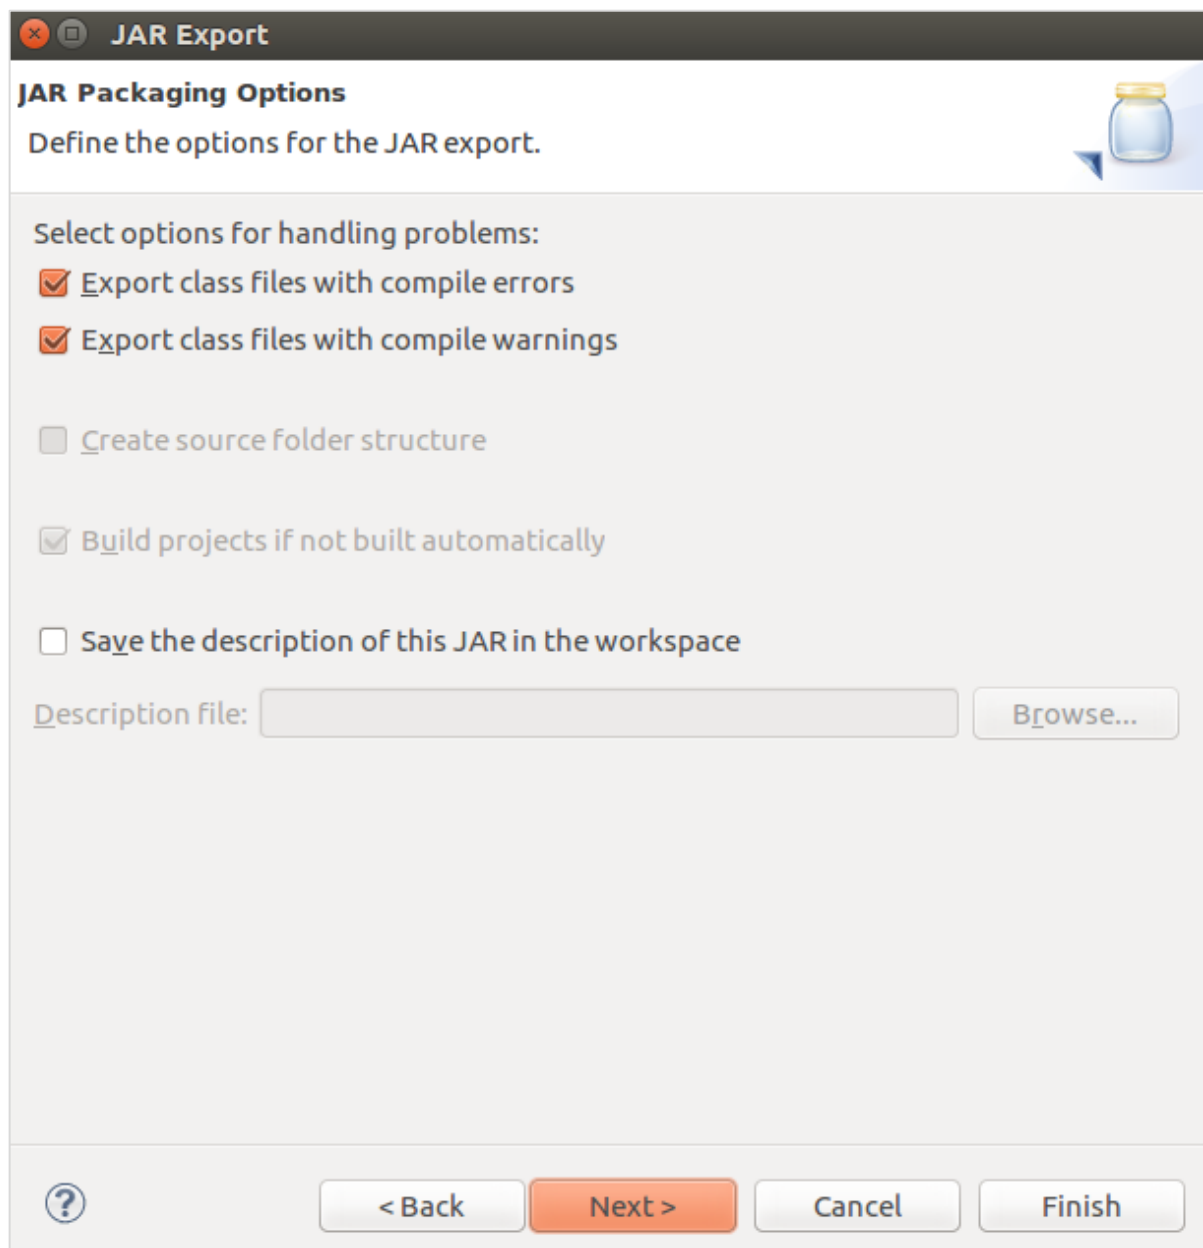 JAR Export
JAR Packaging Options
Define the options for the JAR export.
Select options for handling problems:
Export class files with compile errors
Export class files with compile warnings
Create source folder structure
Build projects if not built automatically
Save the description of this JAR in the workspace
Description file: Browse...
? < Back Next > Cancel Finish